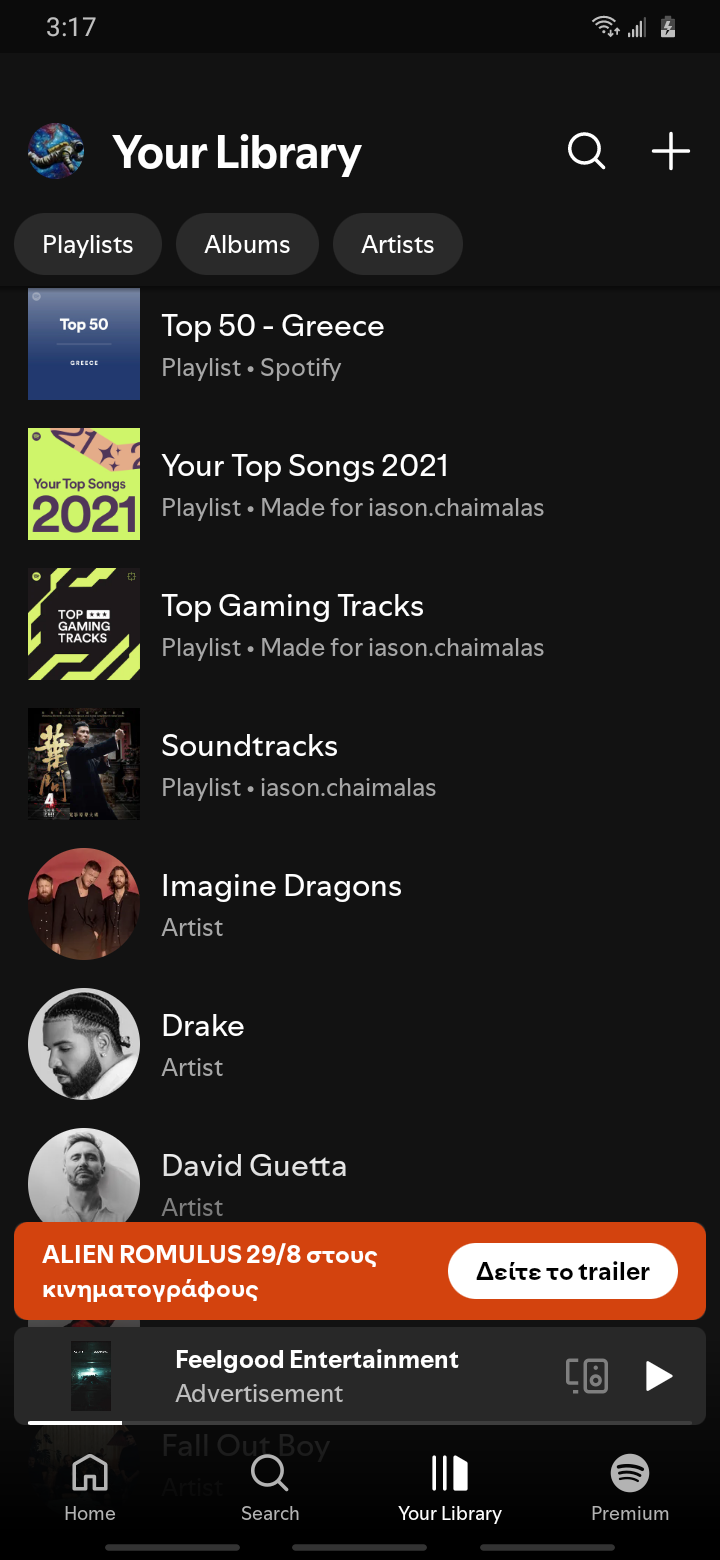 3:17
Your Library
Playlists
Albums
Artists
Top 50
GREECE
Top 50 - Greece
Playlist • Spotify
Your Top Songs
2021
Your Top Songs 2021
Playlist • Made for iason.chaimalas
TOP
GAMING
TRACKS
Top Gaming Tracks
Playlist • Made for iason.chaimalas
4
Soundtracks
Playlist • iason.chaimalas
Imagine Dragons
Artist
Drake
Artist
David Guetta
Artist
ALIEN ROMULUS 29/8 στους
κινηματογράφους
Δείτε το trailer
Feelgood Entertainment
Advertisement
Fall Out Boy
Artist
Home
Search
Your Library
Premium